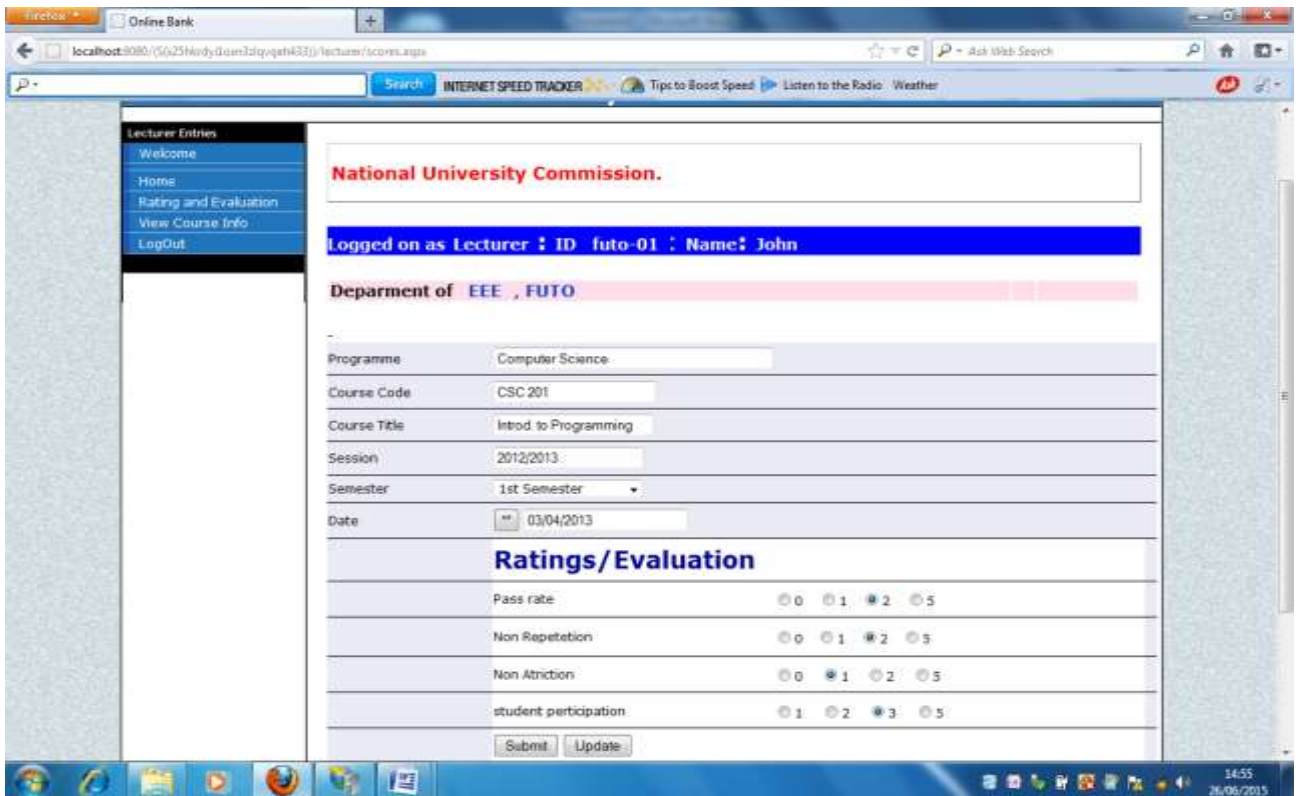 Firefox
Online Bank
+
Ask Web Search
Search INTERNET SPEED TRACKER Tips to Boost Speed Listen to the Radio Weather
Lecturer Entries
Welcome
Home
Rating and Evaluation
View Course Info
LogOut
National University Commission.
Logged on as Lecturer : ID futo-01 : Name: John
Deparment of EEE , FUTO
-
Programme Computer Science
Course Code CSC 201
Course Title Introd. to Programming
Session 2012/2013
Semester 1st Semester
Date ** 03/04/2013
Ratings/Evaluation
Pass rate 0 1 2 5
Non Repetetion 0 1 2 5
Non Atriction 0 1 2 5
student perticipation 1 2 3 5
Submit Update
14:55
26/06/2015